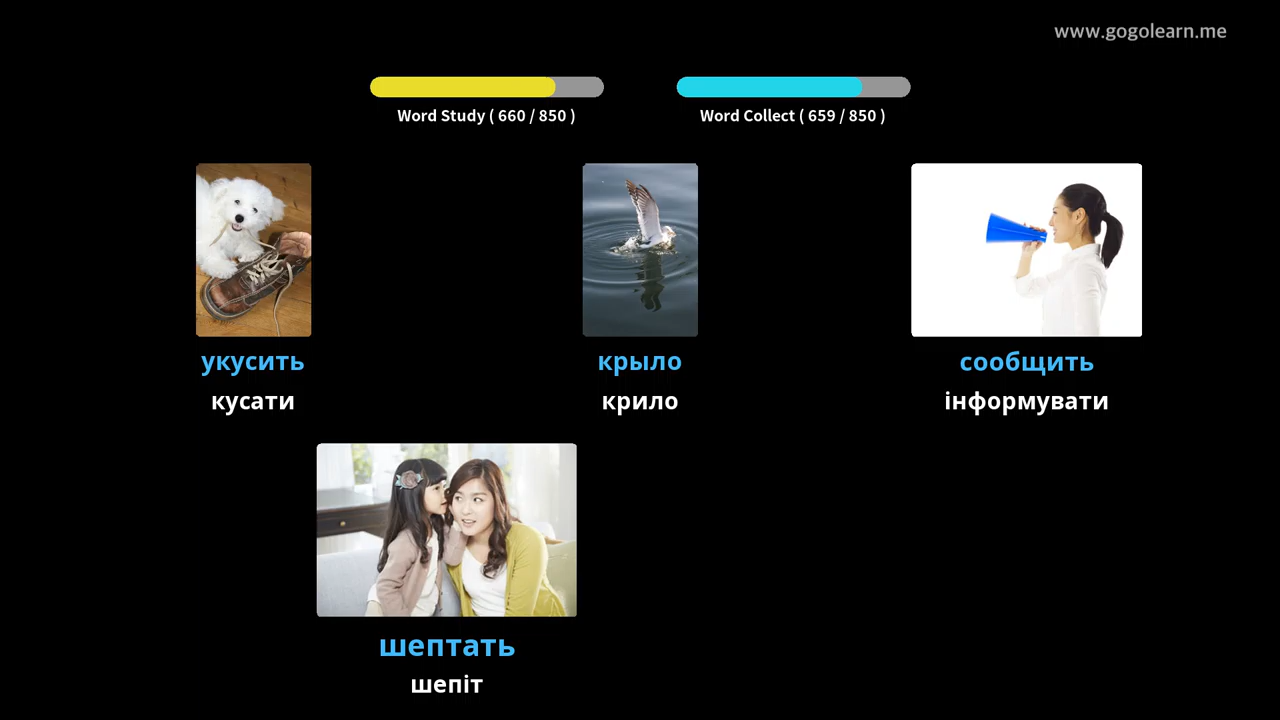 www.gogolearn.me
Word Study ( 660 / 850 )
Word Collect ( 659 / 850 )
укусить
крыло
сообщить
кусати
крило
інформувати
шептать
шепіт